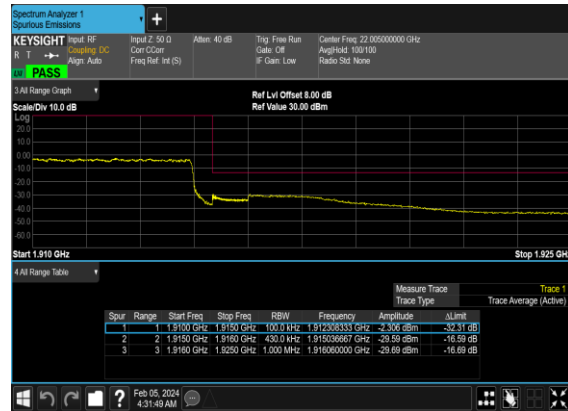 Spectrum Analyzer 1
Spurious Emissions
+
KEYSIGHT Input: RF Input Z: 50 Ω Atten: 40 dB Trig: Free Run Center Freq: 22.005000000 GHz
R T Coupling: DC Corr CCorr Gate: Off Avg|Hold: 100/100
Align: Auto Freq Ref: Int (S) IF Gain: Low Radio Std: None
PASS
3 All Range Graph Ref Lvl Offset 8.00 dB
Scale/Div 10.0 dB Ref Value 30.00 dBm
Log
20.0
10.0
0.00
-10.0
-20.0
-30.0
-40.0
-50.0
-60.0
Start 1.910 GHz Stop 1.925 GH
4 All Range Table
Measure Trace Trace 1
Trace Type Trace Average (Active)
Spur Range Start Freq Stop Freq RBW Frequency Amplitude ΔLimit
1 1 1.9100 GHz 1.9150 GHz 100.0 kHz 1.912308333 GHz -2.306 dBm -32.31 dB
2 2 1.9150 GHz 1.9160 GHz 430.0 kHz 1.915036667 GHz -29.59 dBm -16.59 dB
3 3 1.9160 GHz 1.9250 GHz 1.000 MHz 1.916060000 GHz -29.69 dBm -16.69 dB
? Feb 05, 2024
4:31:49 AM